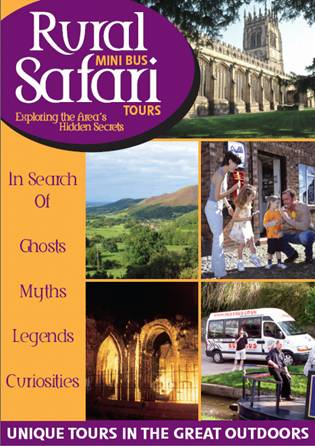 Rural
MINI BUS
Safari
TOURS
Exploring the Area's
Hidden Secrets
In Search
Of
Ghosts
Myths
Legends
Curiosities
UNIQUE TOURS IN THE GREAT OUTDOORS